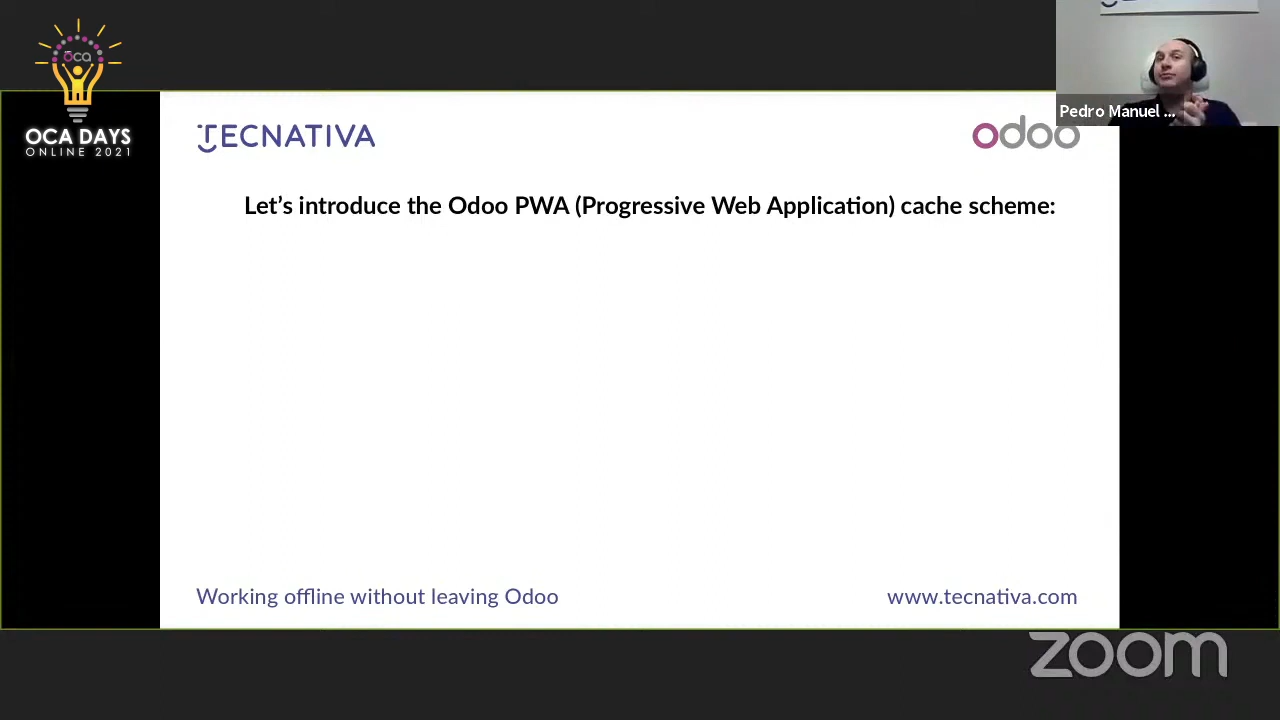 oca
OCA DAYS
ONLINE 2021
TECNATIVA
odoo
Pedro Manuel ...
Let's introduce the Odoo PWA (Progressive Web Application) cache scheme:
Working offline without leaving Odoo
www.tecnativa.com
zoom